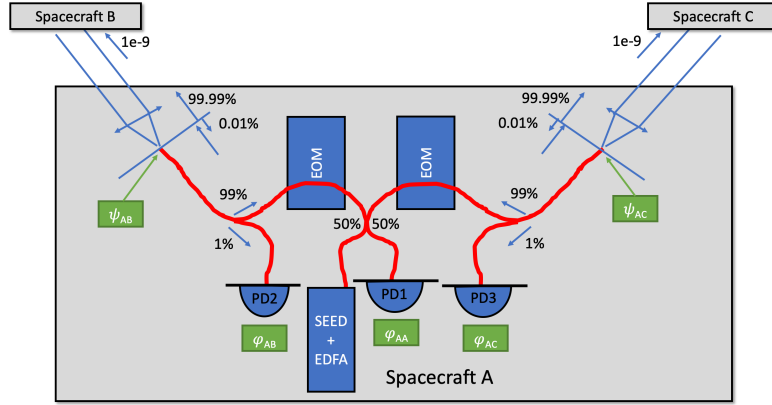 Spacecraft B
Spacecraft C
1e-9
1e-9
99.99%
0.01%
99.99%
0.01%
EOM
EOM
ψAB
ψAC
99%
1%
50%
50%
99%
1%
PD2
PD1
PD3
SEED
+
EDFA
φAB
φAA
φAC
Spacecraft A